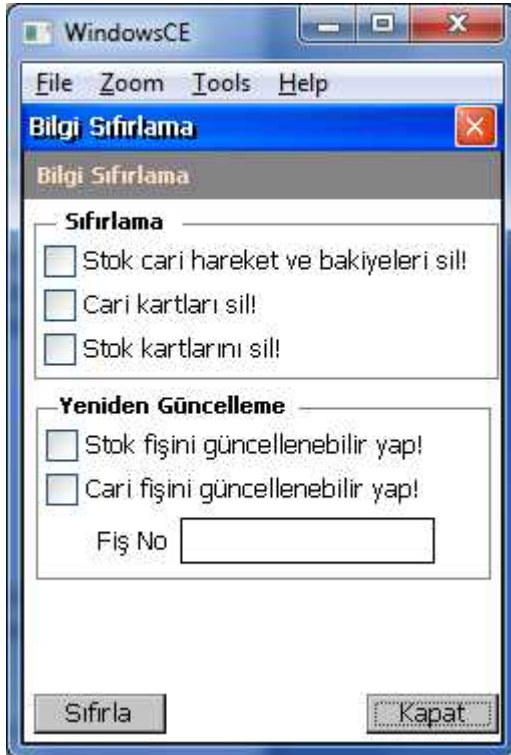 WindowsCE
File Zoom Tools Help
Bilgi Sıfırlama
Bilgi Sıfırlama
Sıfırlama
Stok cari hareket ve bakiyeleri sil!
Cari kartları sil!
Stok kartlarını sil!
Yeniden Güncelleme
Stok fişini güncellenebilir yap!
Cari fişini güncellenebilir yap!
Fiş No
Sıfırla Kapat